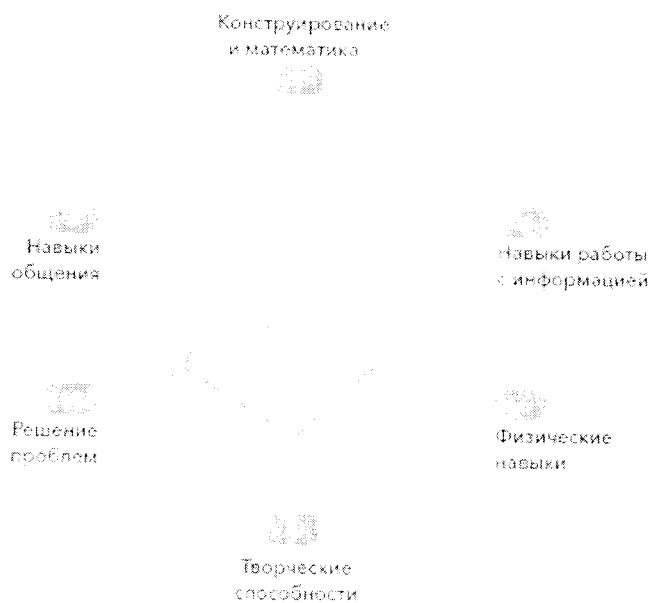 Конструирование
и математика
Навыки
общения
Навыки работы
с информацией
Решение
проблем
Физические
навыки
Творческие
способности